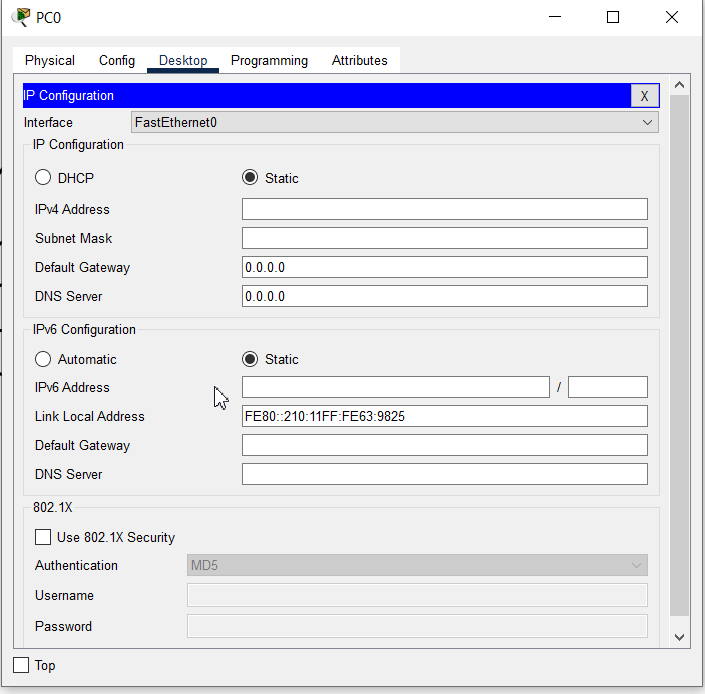 PC0
Physical Config Desktop Programming Attributes
IP Configuration X
Interface FastEthernet0
IP Configuration
DHCP Static
IPv4 Address
Subnet Mask
Default Gateway 0.0.0.0
DNS Server 0.0.0.0
IPv6 Configuration
Automatic Static
IPv6 Address /
Link Local Address FE80::210:11FF:FE63:9825
Default Gateway
DNS Server
802.1X
Use 802.1X Security
Authentication MD5
Username
Password
Top